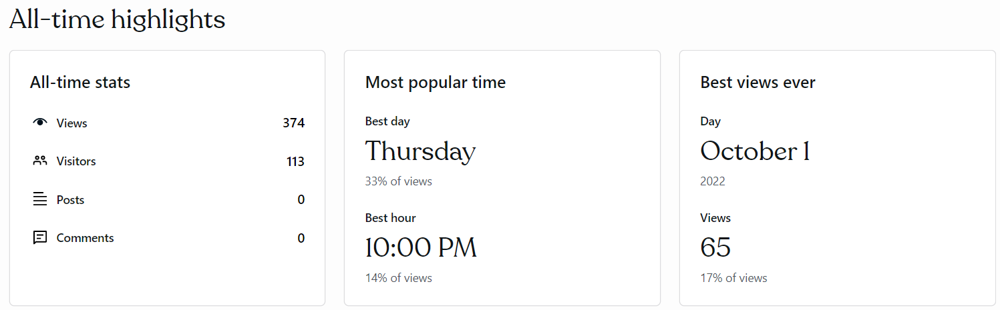 All-time highlights
All-time stats
Views 374
Visitors 113
Posts 0
Comments 0
Most popular time
Best day
Thursday
33% of views
Best hour
10:00 PM
14% of views
Best views ever
Day
October 1
2022
Views
65
17% of views